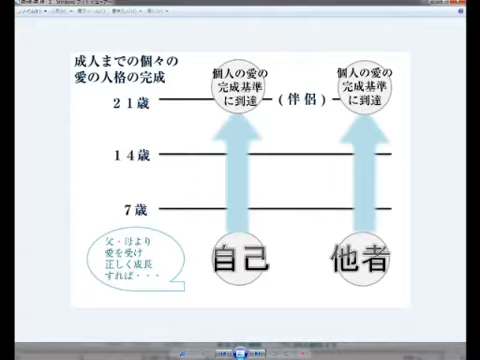 成人までの個々の
愛の人格の完成
個人の愛の
完成基準
に到達
個人の愛の
完成基準
に到達
21歳
(伴侶)
14歳
7歳
父・母より
愛を受け
正しく成長
すれば・・・
自己
他者